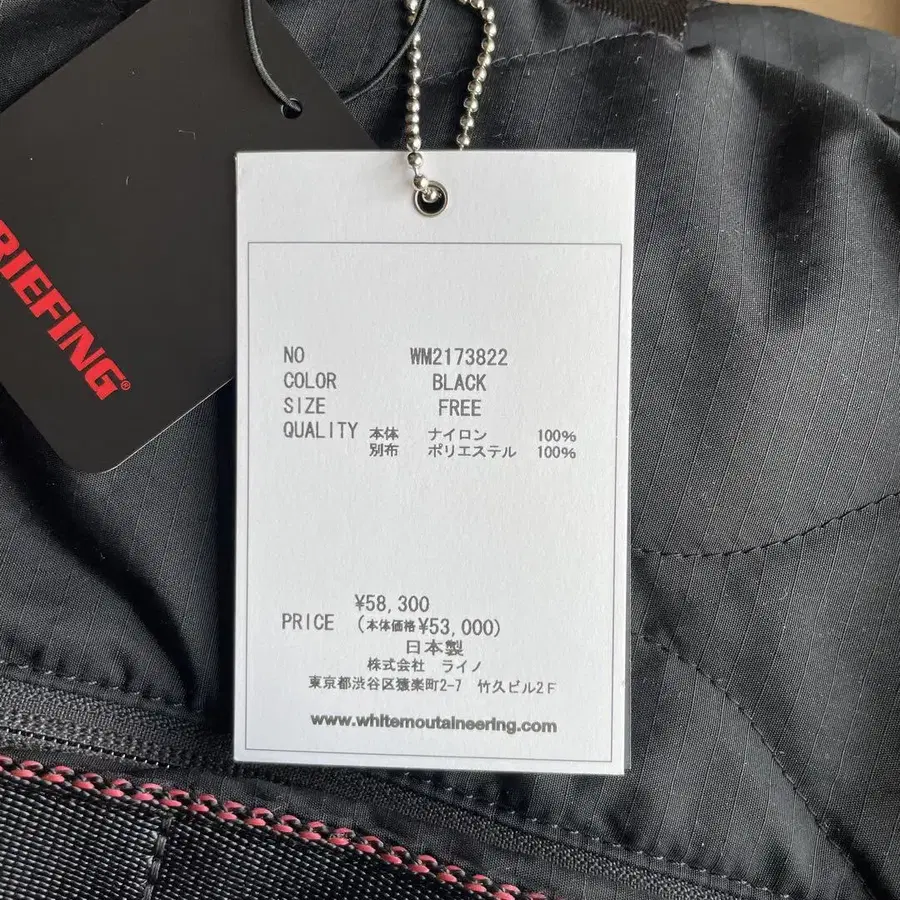 RIEFING®
NO WM2173822
COLOR BLACK
SIZE FREE
QUALITY 本体 ナイロン 100%
別布 ポリエステル 100%
¥58,300
PRICE (本体価格¥53,000)
日本製
株式会社 ライノ
東京都渋谷区猿楽町2-7 竹久ビル2F
www.whitemoutaineering.com